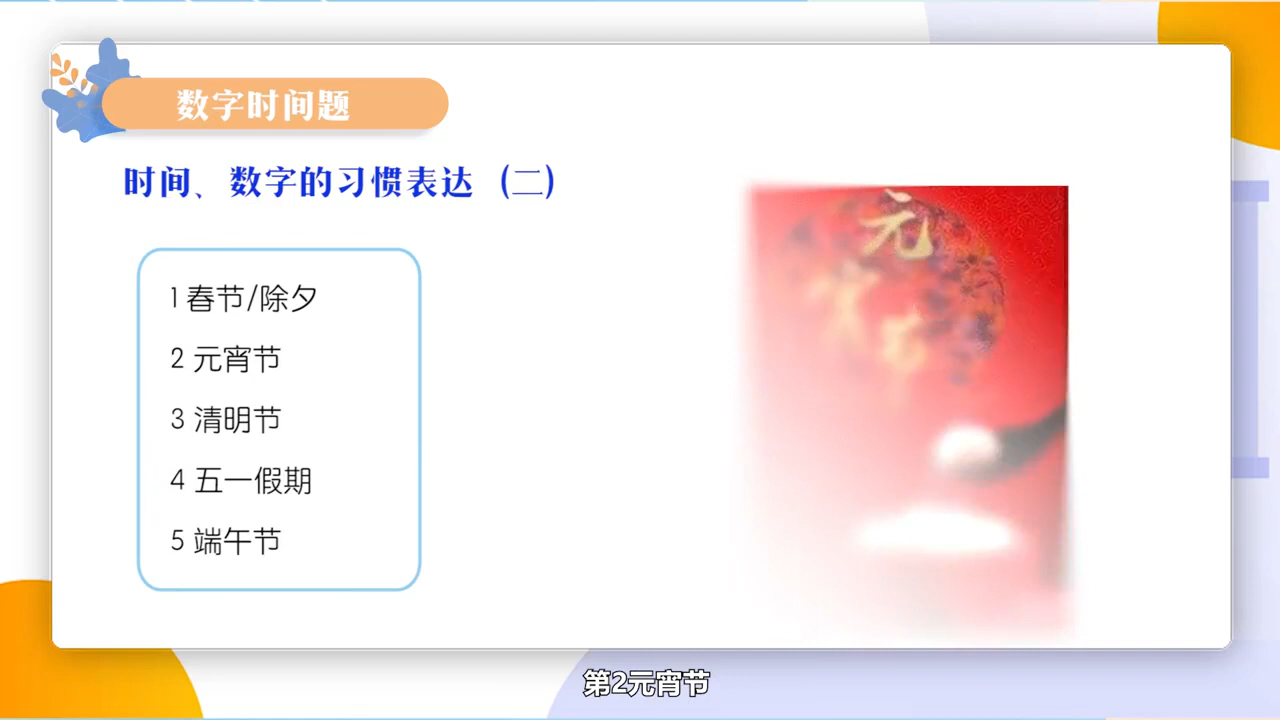 数字时间题
时间、数字的习惯表达（二）
1 春节/除夕
2 元宵节
3 清明节
4 五一假期
5 端午节
元
第2元宵节